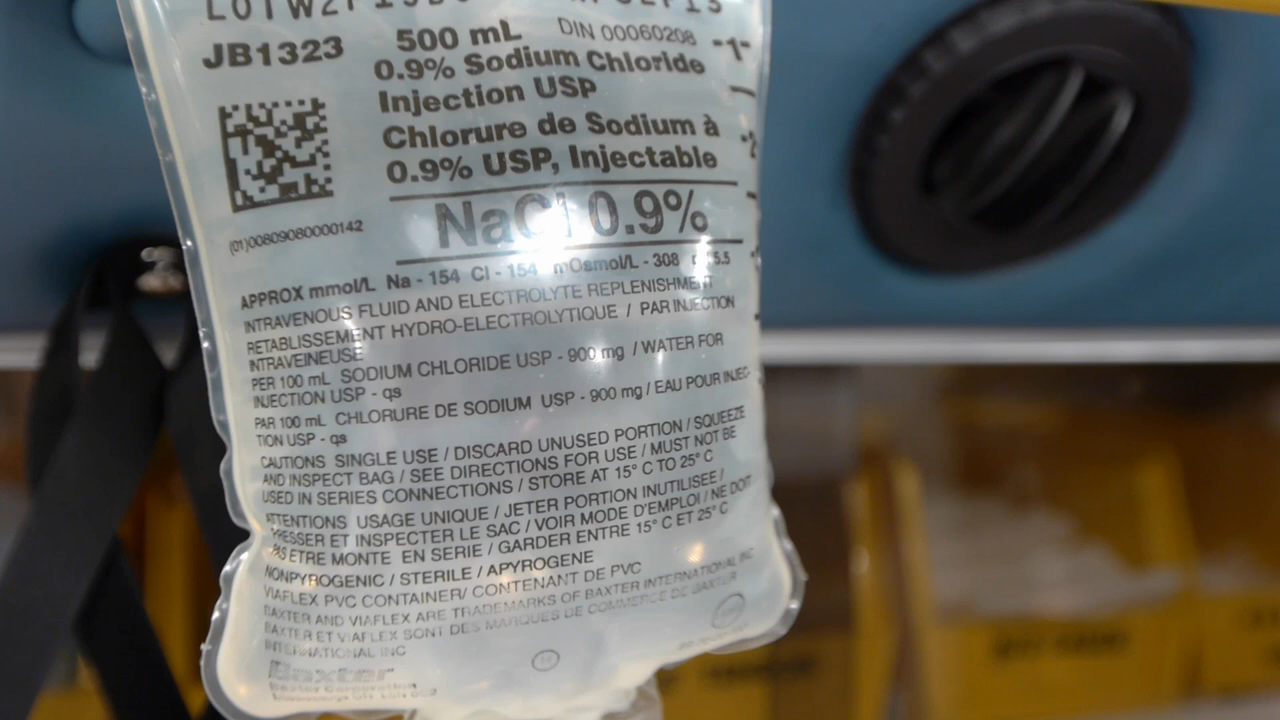 JB1323
500 mL
DIN 00060208
-1-
0.9% Sodium Chloride
Injection USP
Chlorure de Sodium à
0.9% USP, Injectable
NaCl 0.9%
(01)00809080000142
APPROX mmol/L Na - 154 Cl - 154 mOsmol/L - 308 5.5
INTRAVENOUS FLUID AND ELECTROLYTE REPLENISHMENT
RETABLISSEMENT HYDRO-ELECTROLYTIQUE / PAR INJECTION
INTRAVEINEUSE
PER 100 mL SODIUM CHLORIDE USP - 900 mg / WATER FOR
INJECTION USP - qs
PAR 100 mL CHLORURE DE SODIUM USP - 900 mg / EAU POUR INJEC-
TION USP - qs
CAUTIONS SINGLE USE / DISCARD UNUSED PORTION / SQUEEZE
AND INSPECT BAG / SEE DIRECTIONS FOR USE / MUST NOT BE
USED IN SERIES CONNECTIONS / STORE AT 15° C TO 25° C
ATTENTIONS USAGE UNIQUE / JETER PORTION INUTILISEE /
PRESSER ET INSPECTER LE SAC / VOIR MODE D'EMPLOI / NE DOIT
PAS ETRE MONTE EN SERIE / GARDER ENTRE 15° C ET 25° C
NONPYROGENIC / STERILE / APYROGENE
VIAFLEX PVC CONTAINER/ CONTENANT DE PVC
BAXTER AND VIAFLEX ARE TRADEMARKS OF BAXTER INTERNATIONAL INC
BAXTER ET VIAFLEX SONT DES MARQUES DE COMMERCE DE BAXTER
INTERNATIONAL INC
Baxter
Baxter Corporation